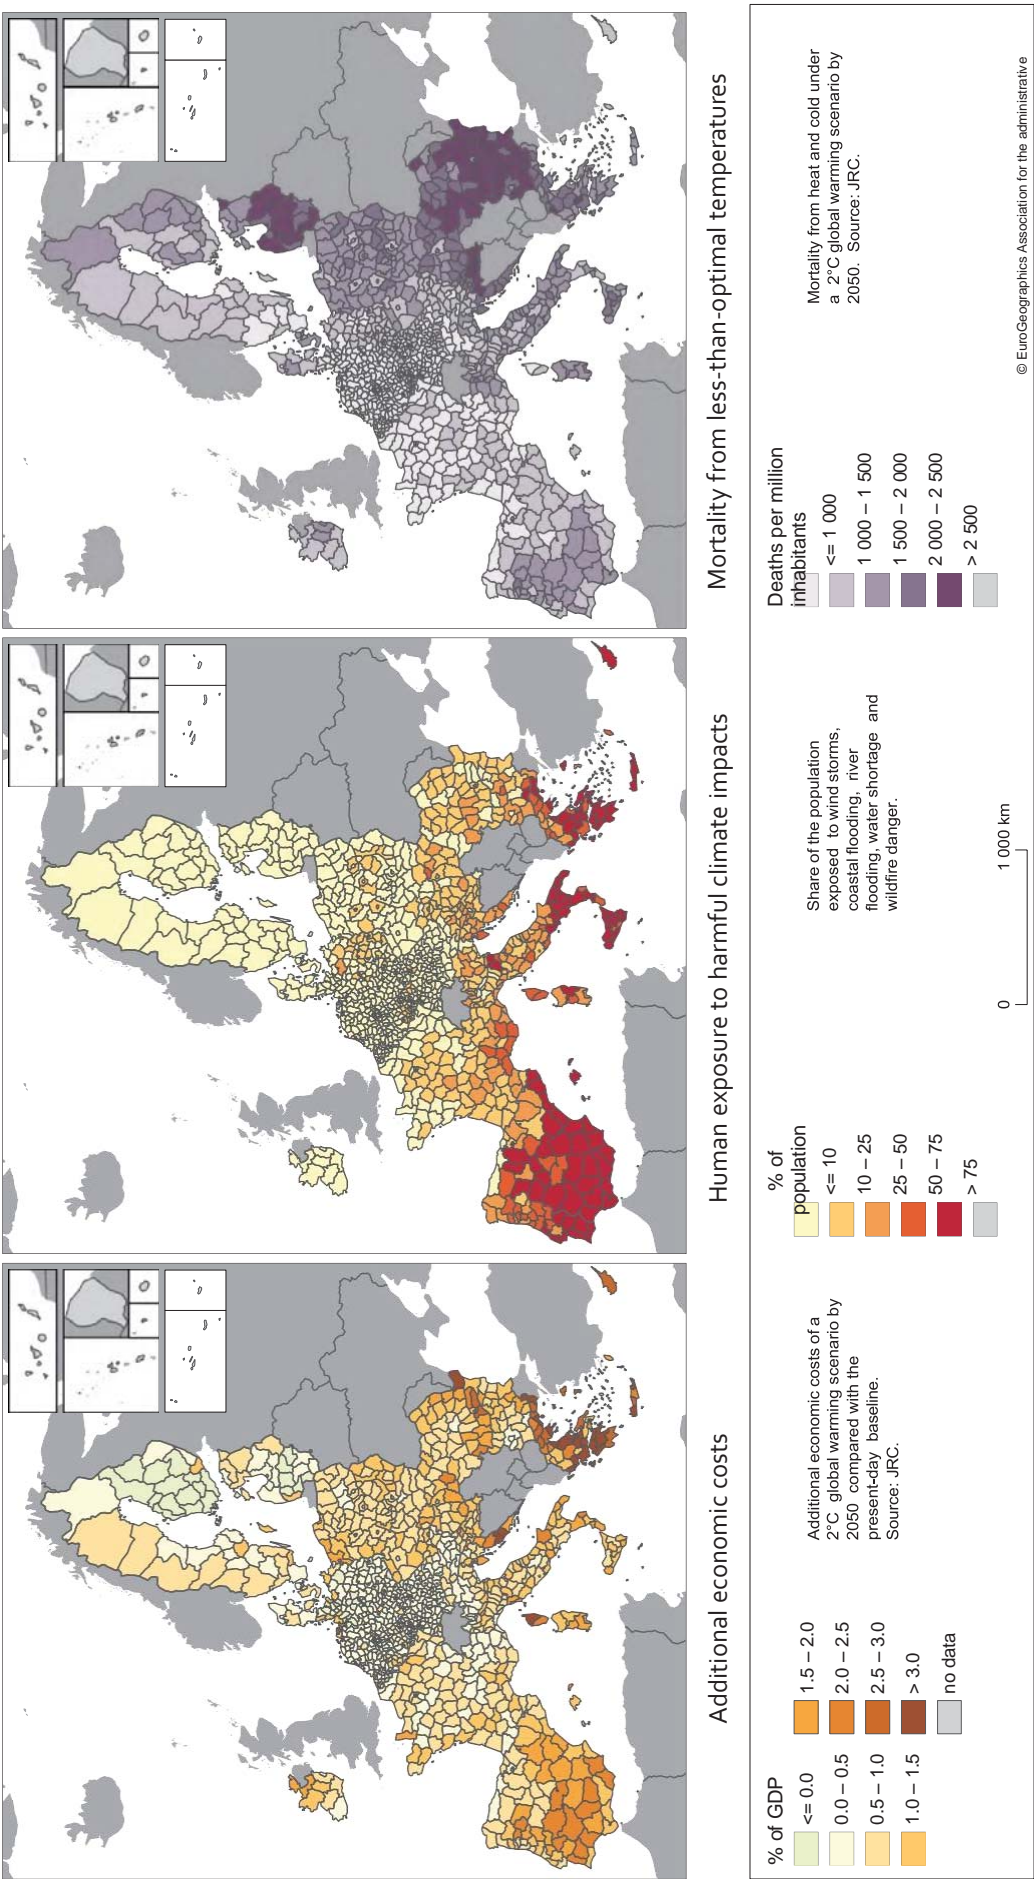 Additional economic costs
Human exposure to harmful climate impacts
Mortality from less-than-optimal temperatures
% of GDP
<= 0.0
0.0 – 0.5
0.5 – 1.0
1.0 – 1.5
1.5 – 2.0
2.0 – 2.5
2.5 – 3.0
> 3.0
no data
Additional economic costs of a
2°C global warming scenario by
2050 compared with the
present-day baseline.
Source: JRC.
% of
population
<= 10
10 – 25
25 – 50
50 – 75
> 75
Share of the population
exposed to wind storms,
coastal flooding, river
flooding, water shortage and
wildfire danger.
0 1 000 km
Deaths per million
inhabitants
<= 1 000
1 000 – 1 500
1 500 – 2 000
2 000 – 2 500
> 2 500
Mortality from heat and cold under
a 2°C global warming scenario by
2050. Source: JRC.
© EuroGeographics Association for the administrative